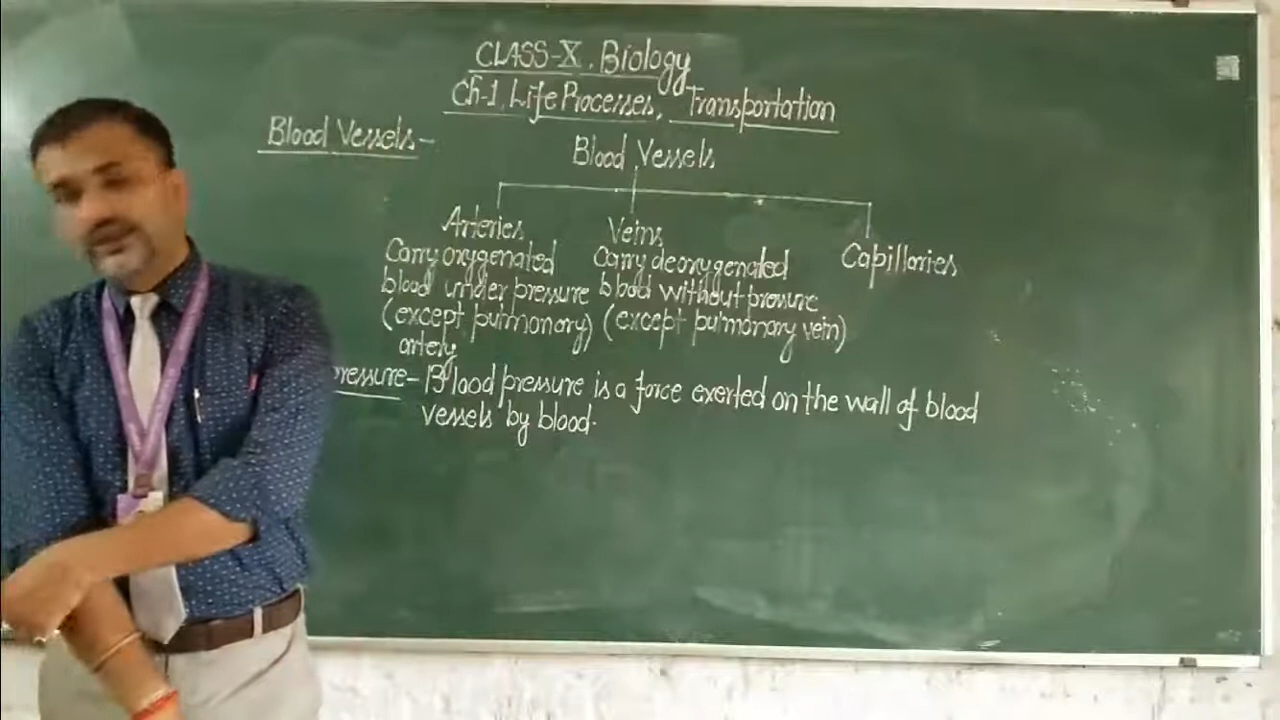 CLASS-X. Biology
Ch-1, Life Processes, Transportation
Blood Vessels-
Blood Vessels
Arteries
Carry oxygenated
blood under pressure
(except pulmonary)
artery
Veins
Carry deoxygenated
blood without pressure
(except pulmonary vein)
Capillaries
pressure- Blood pressure is a force exerted on the wall of blood
vessels by blood.